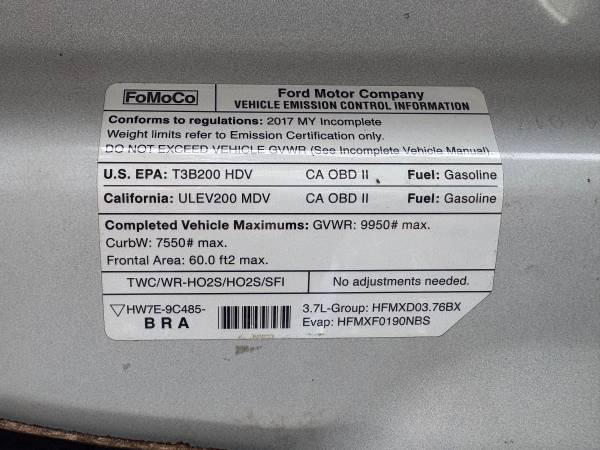 FoMoCo
Ford Motor Company
VEHICLE EMISSION CONTROL INFORMATION
Conforms to regulations: 2017 MY Incomplete
Weight limits refer to Emission Certification only.
DO NOT EXCEED VEHICLE GVWR (See Incomplete Vehicle Manual).
U.S. EPA: T3B200 HDV CA OBD II Fuel: Gasoline
California: ULEV200 MDV CA OBD II Fuel: Gasoline
Completed Vehicle Maximums: GVWR: 9950# max.
CurbW: 7550# max.
Frontal Area: 60.0 ft2 max.
TWC/WR-HO2S/HO2S/SFI No adjustments needed.
HW7E-9C485-
BRA
3.7L-Group: HFMXD03.76BX
Evap: HFMXF0190NBS